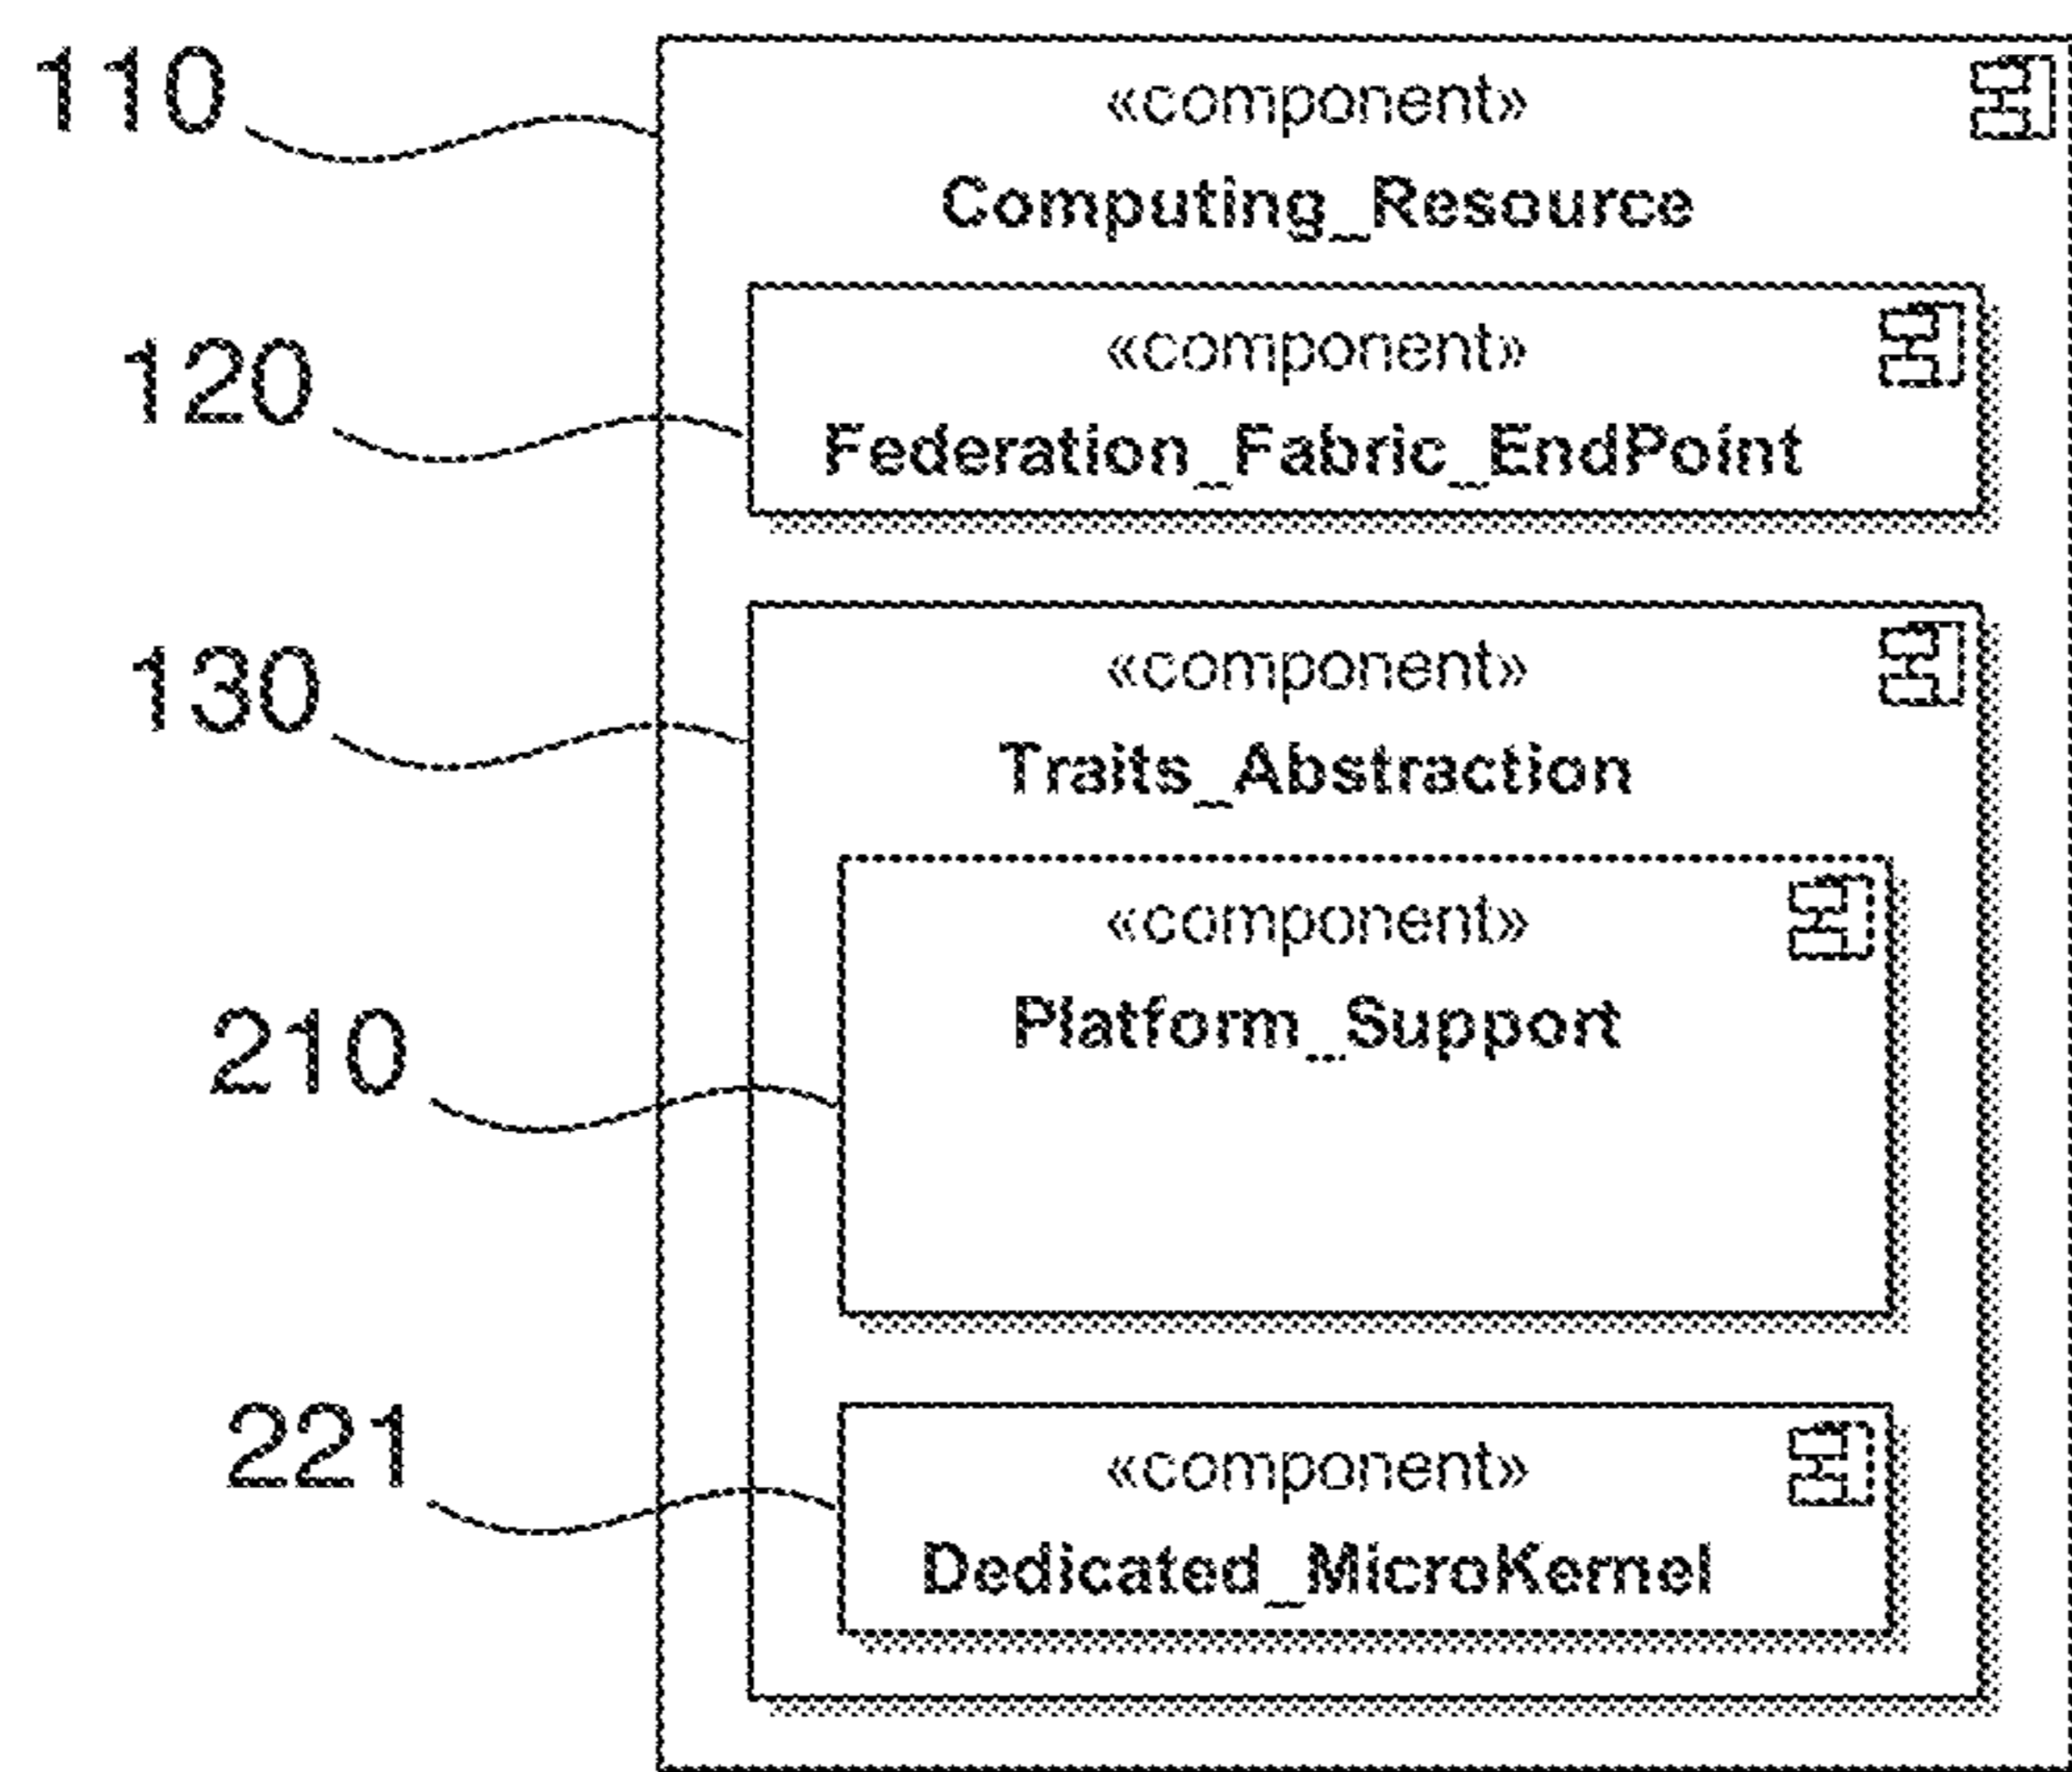 110
«component»
Computing_Resource
120
«component»
Federation_Fabric_EndPoint
130
«component»
Traits_Abstraction
210
«component»
Platform_Support
221
«component»
Dedicated_MicroKernel